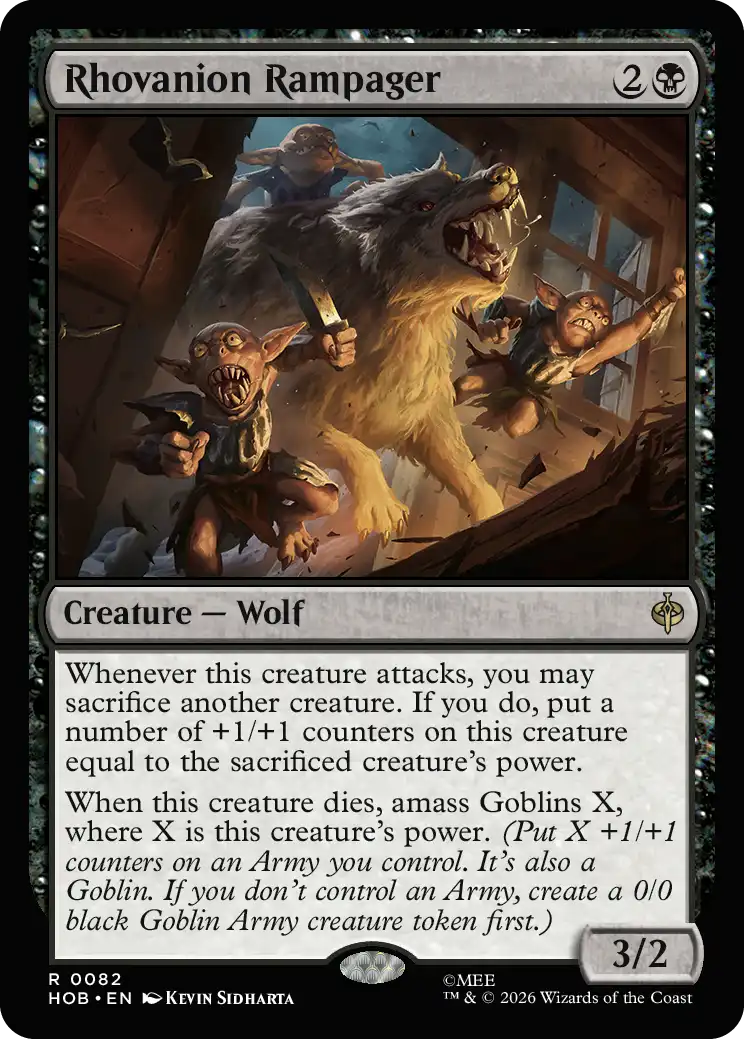 Rhovanion Rampager 2
Creature — Wolf
Whenever this creature attacks, you may
sacrifice another creature. If you do, put a
number of +1/+1 counters on this creature
equal to the sacrificed creature's power.
When this creature dies, amass Goblins X,
where X is this creature's power. (Put X +1/+1
counters on an Army you control. It's also a
Goblin. If you don't control an Army, create a 0/0
black Goblin Army creature token first.)
3/2
R 0082
HOB • EN Kevin Sidharta
©MEE
™ & © 2026 Wizards of the Coast